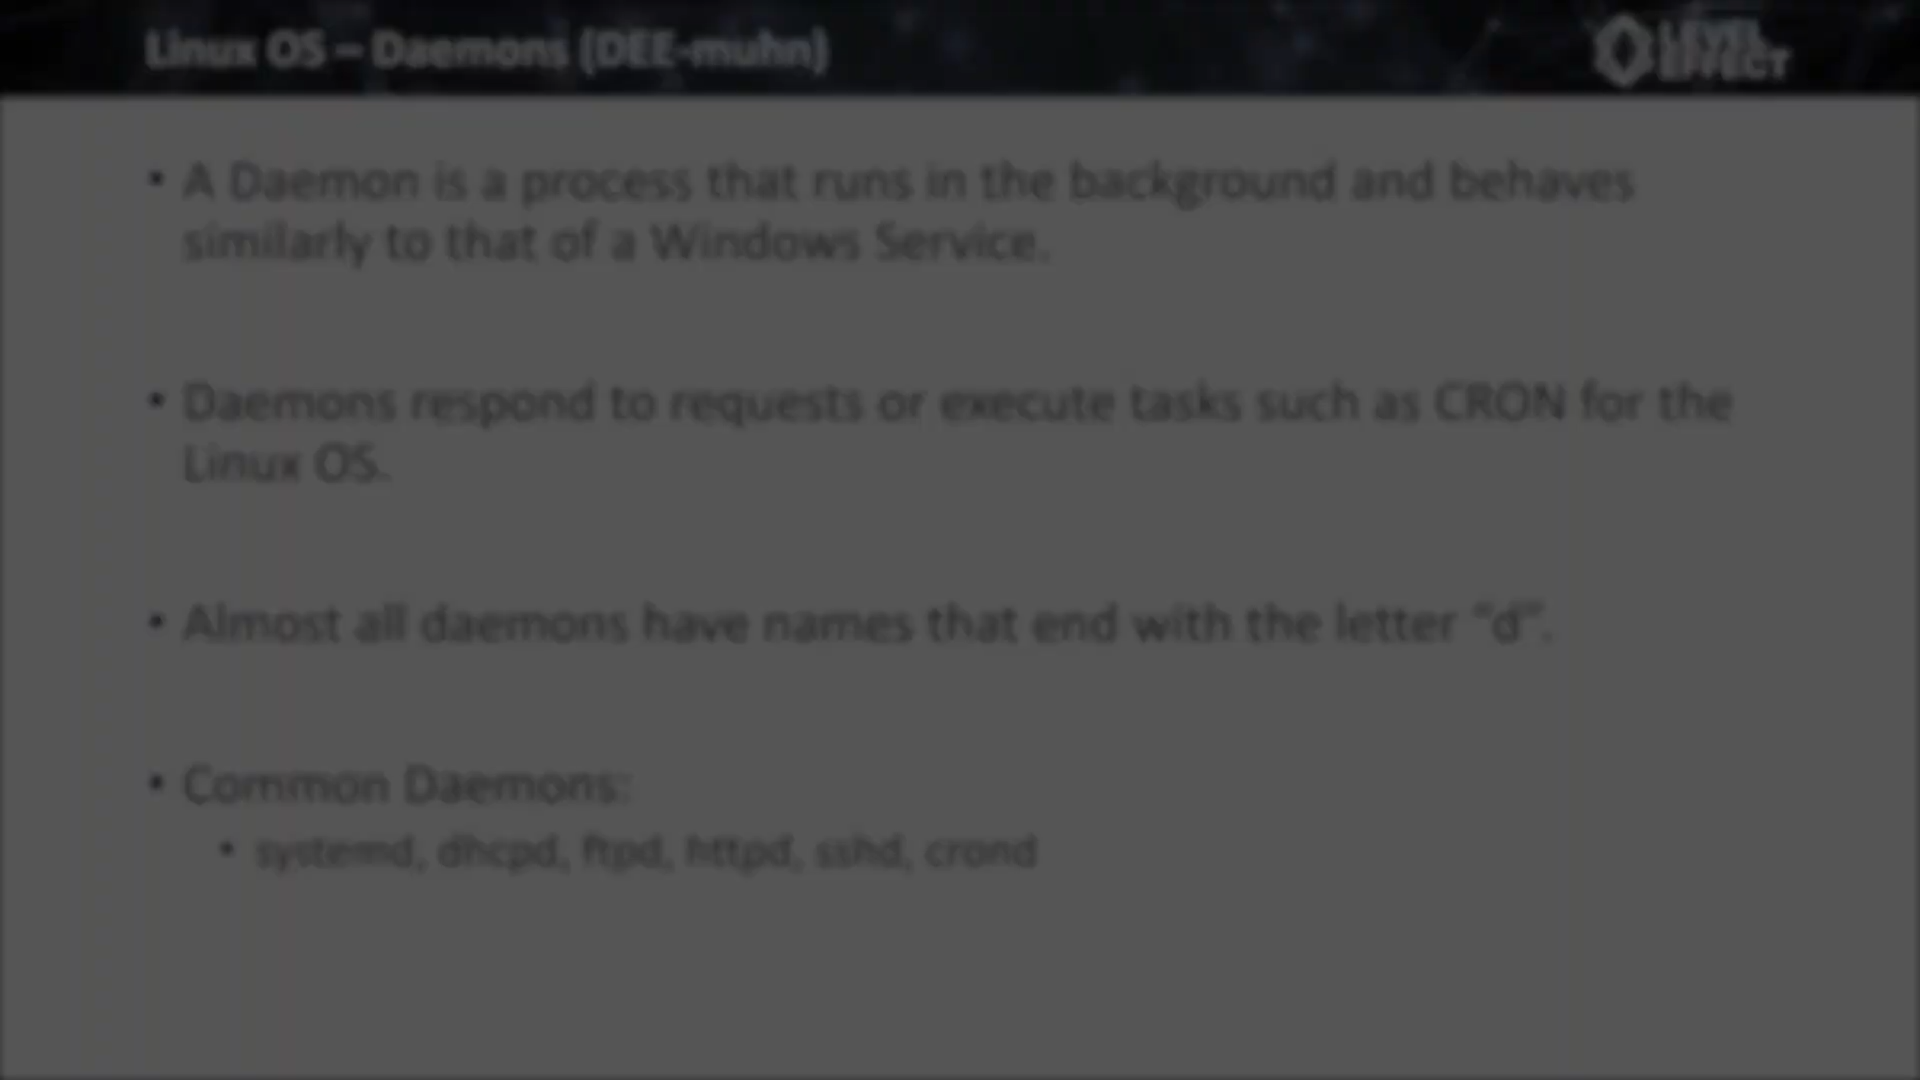 Linux OS – Daemons (DEE-muhn)
LEVEL
EFFECT
• A Daemon is a process that runs in the background and behaves
similarly to that of a Windows Service.
• Daemons respond to requests or execute tasks such as CRON for the
Linux OS.
• Almost all daemons have names that end with the letter “d”.
• Common Daemons:
• systemd, dhcpd, ftpd, httpd, sshd, crond